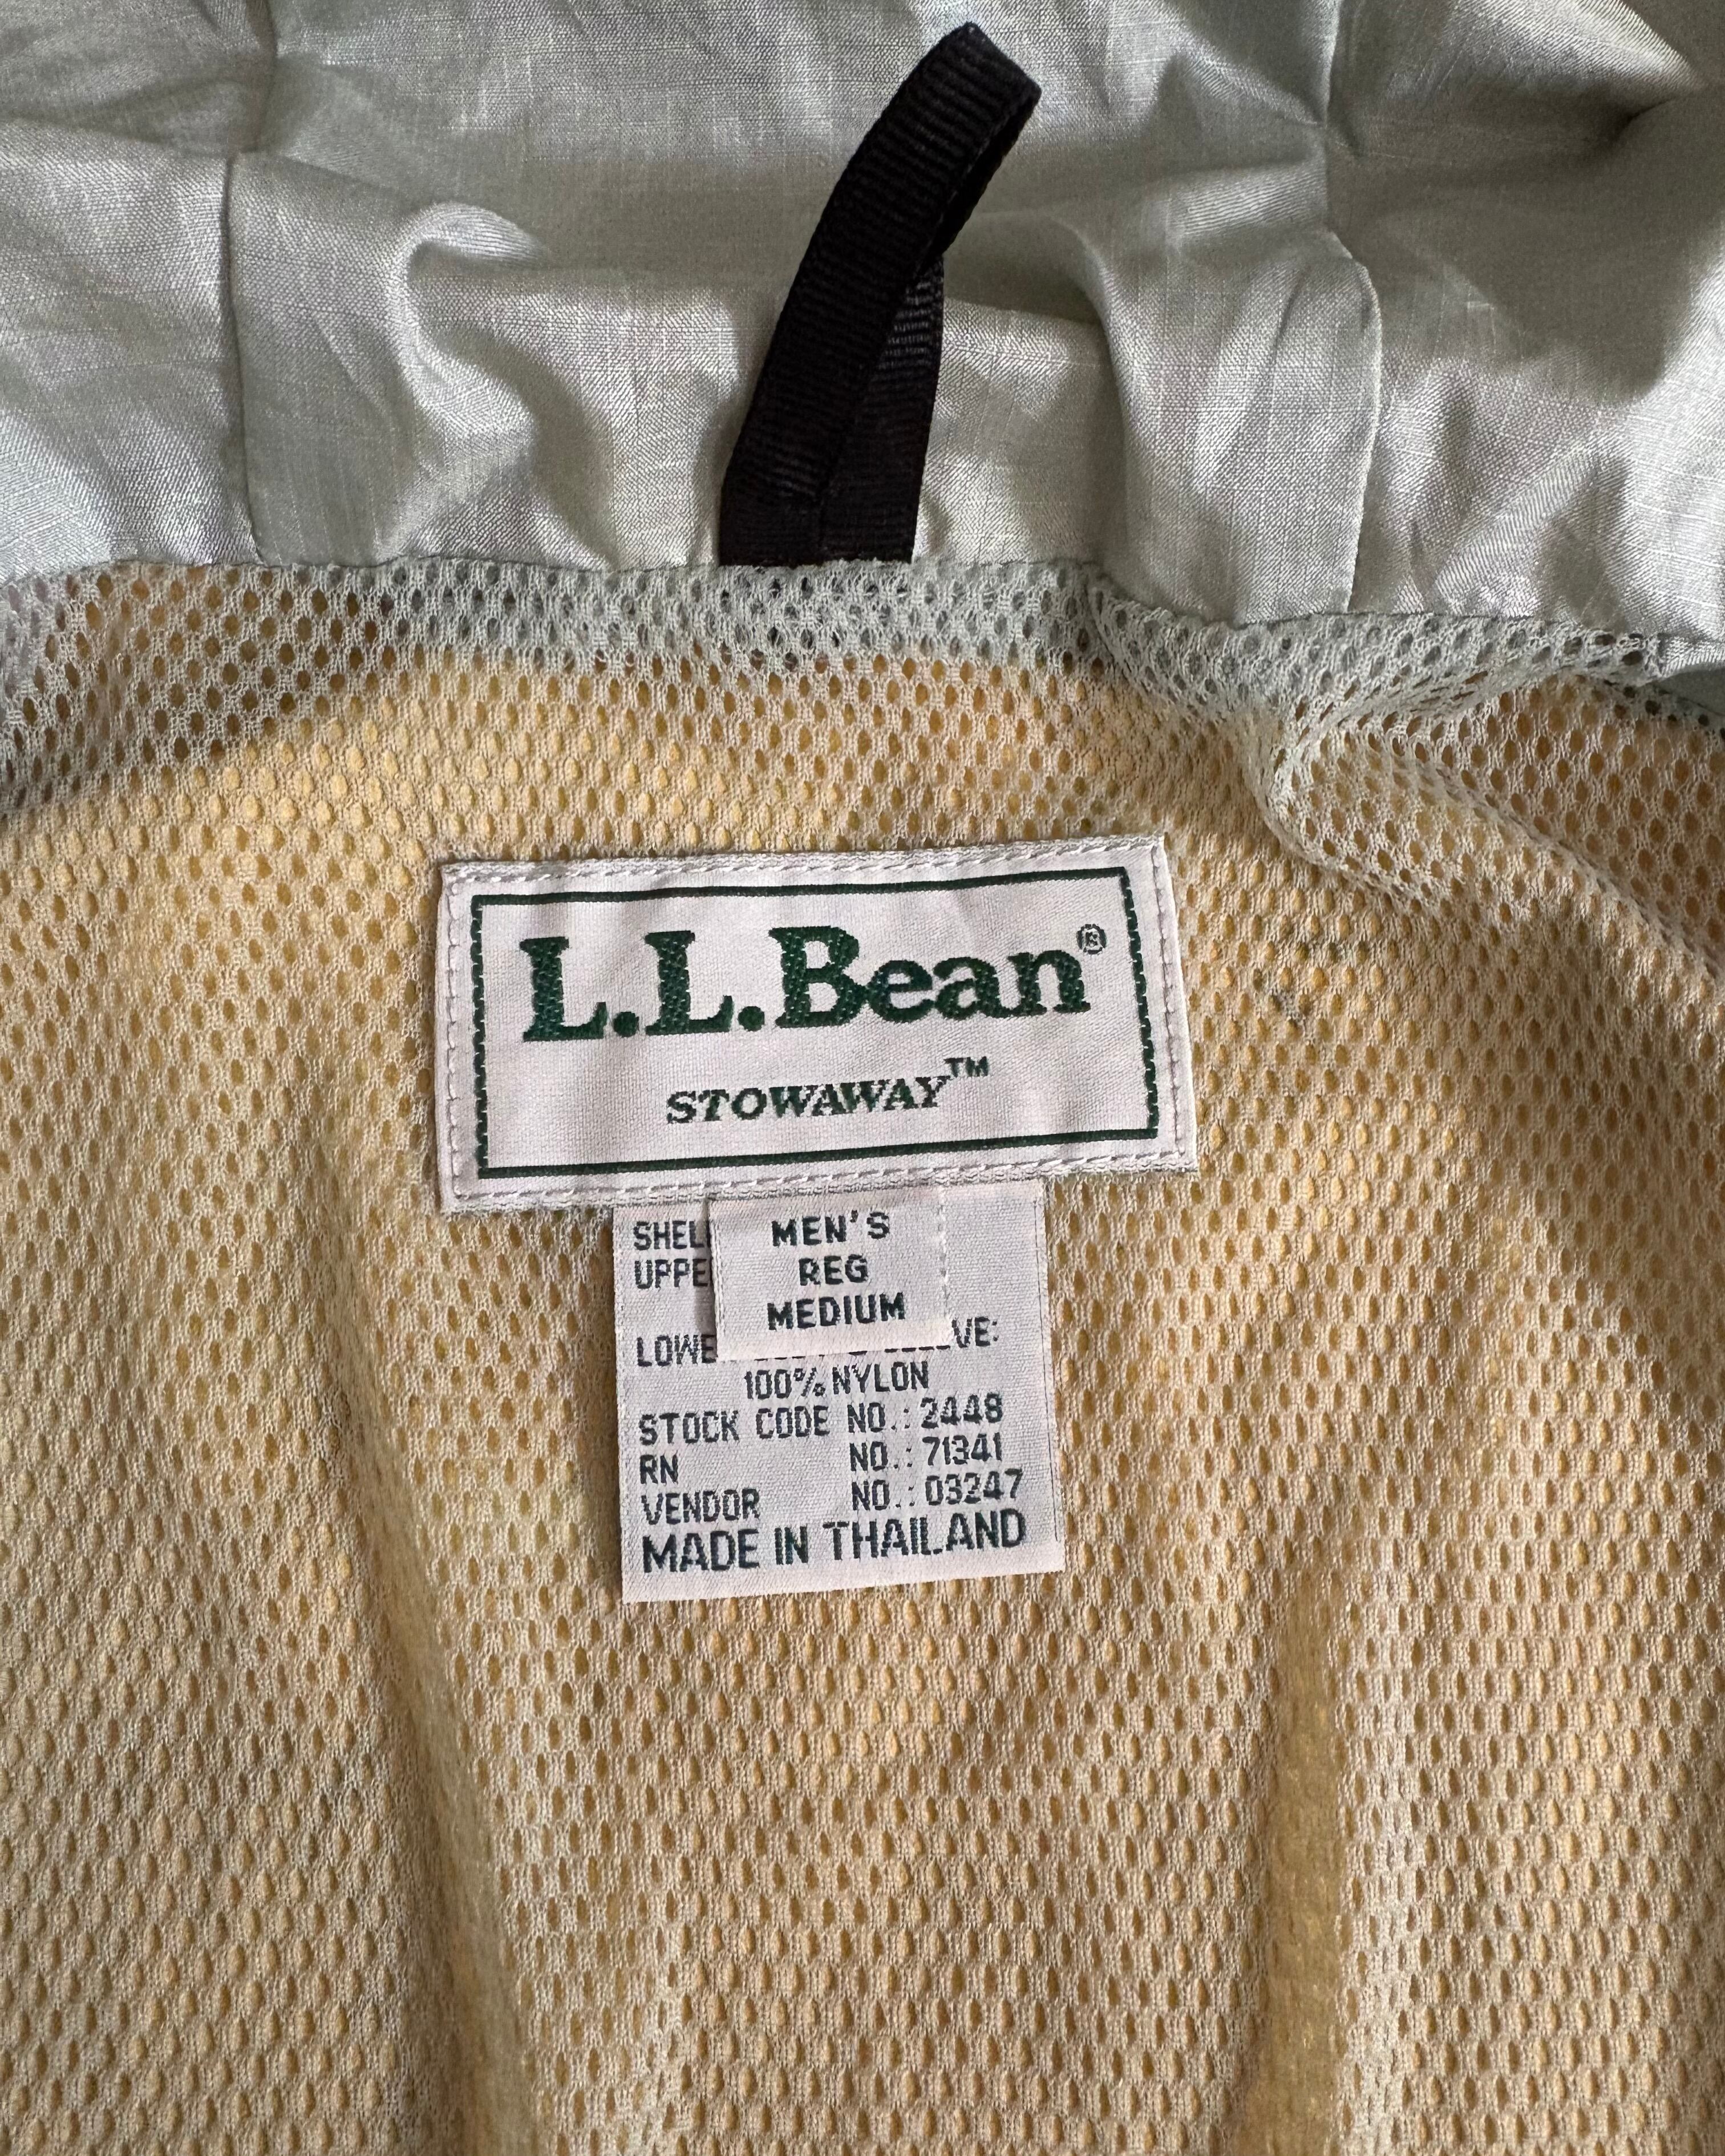 L.L.Bean®
STOWAWAY™
MEN'S
REG
MEDIUM
100% NYLON
STOCK CODE NO.: 2448
RN NO.: 71341
VENDOR NO.: 03247
MADE IN THAILAND